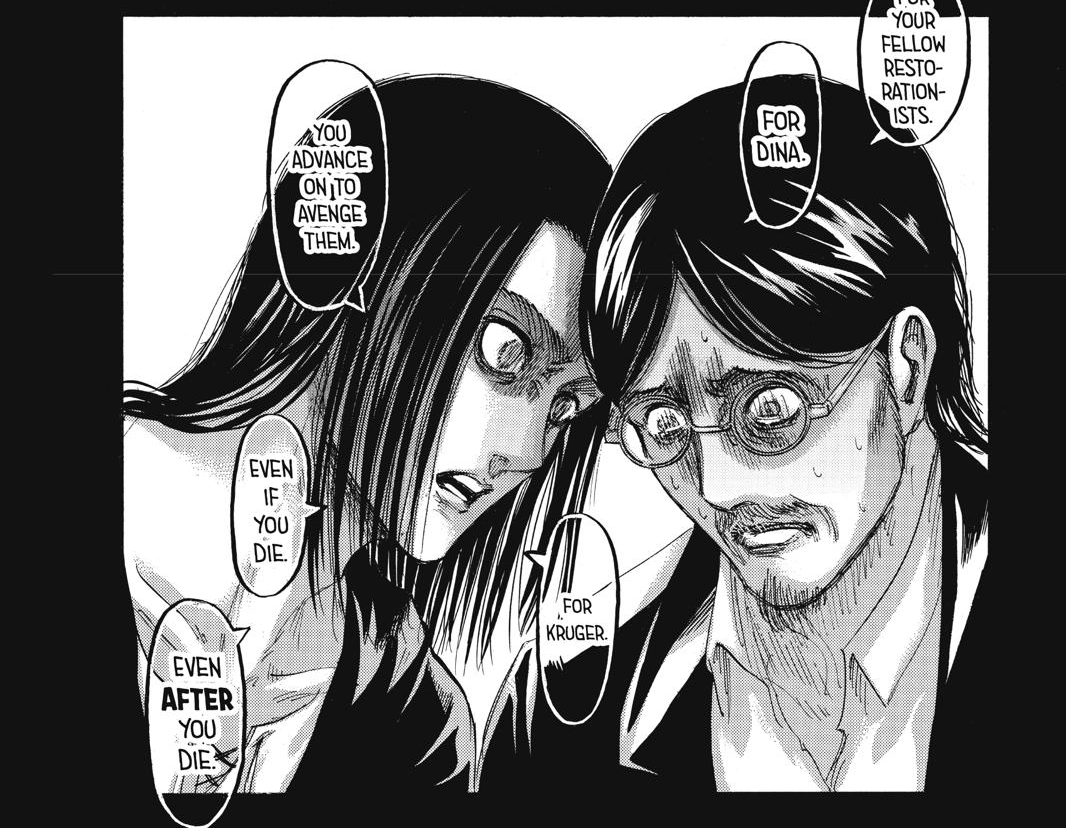 FOR
YOUR
FELLOW
RESTO-
RATION-
ISTS.
FOR
DINA.
FOR
KRUGER.
YOU
ADVANCE
ON TO
AVENGE
THEM.
EVEN
IF
YOU
DIE.
EVEN
AFTER
YOU
DIE.